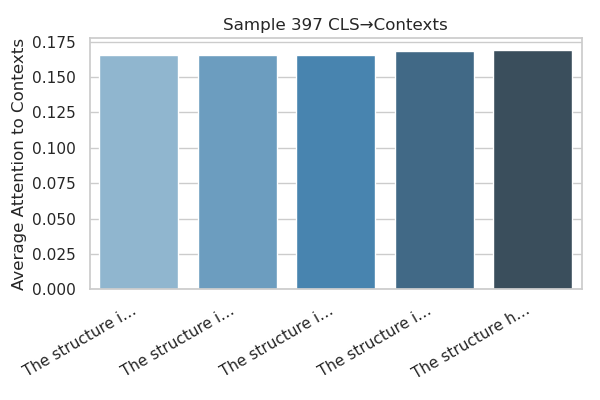 Sample 397 CLS→Contexts
Average Attention to Contexts
0.175
0.150
0.125
0.100
0.075
0.050
0.025
0.000
The structure i...
The structure i...
The structure i...
The structure i...
The structure h...